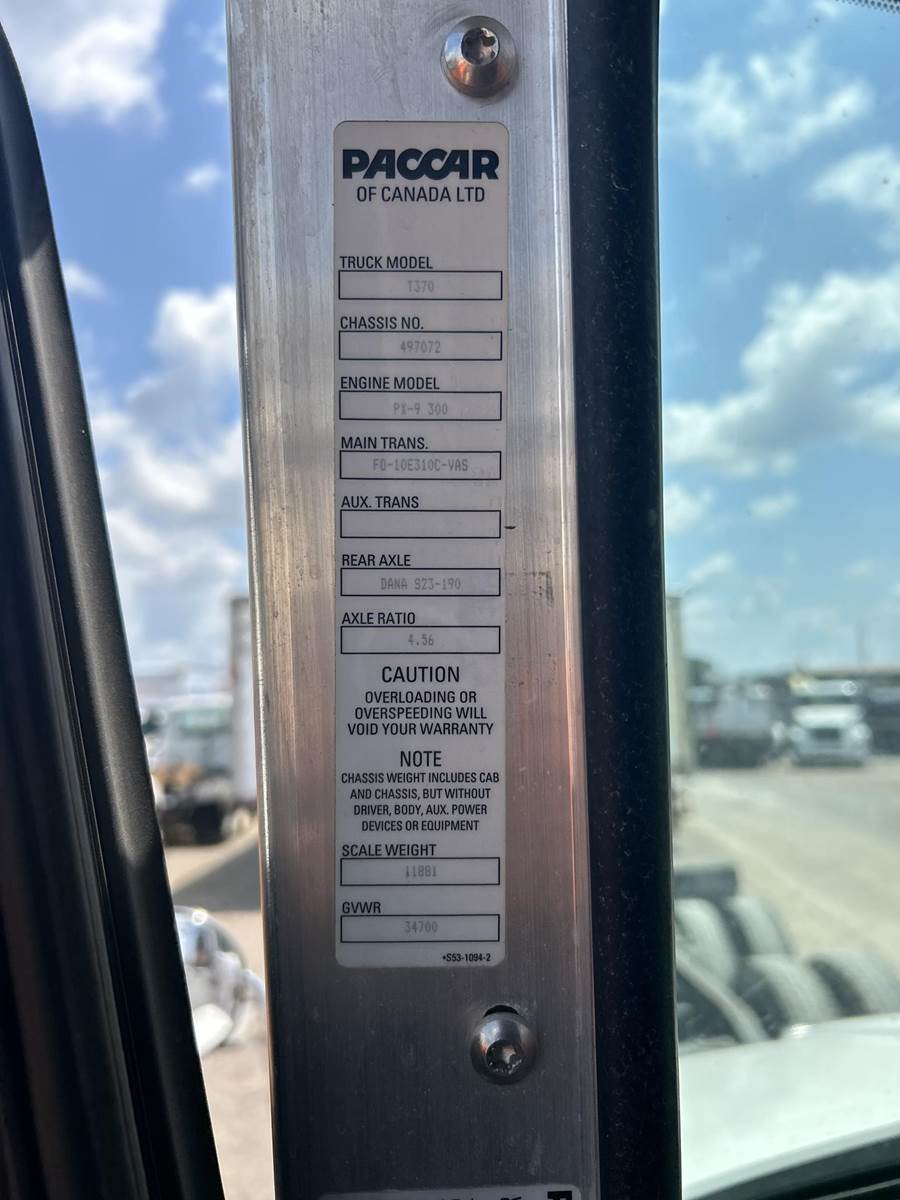 PACCAR
OF CANADA LTD
TRUCK MODEL
T370
CHASSIS NO.
497072
ENGINE MODEL
PX-9 300
MAIN TRANS.
FO-10E310C-VAS
AUX. TRANS
REAR AXLE
DANA S23-190
AXLE RATIO
4.56
CAUTION
OVERLOADING OR
OVERSPEEDING WILL
VOID YOUR WARRANTY
NOTE
CHASSIS WEIGHT INCLUDES CAB
AND CHASSIS, BUT WITHOUT
DRIVER, BODY, AUX. POWER
DEVICES OR EQUIPMENT
SCALE WEIGHT
11881
GVWR
34700
*S53-1094-2